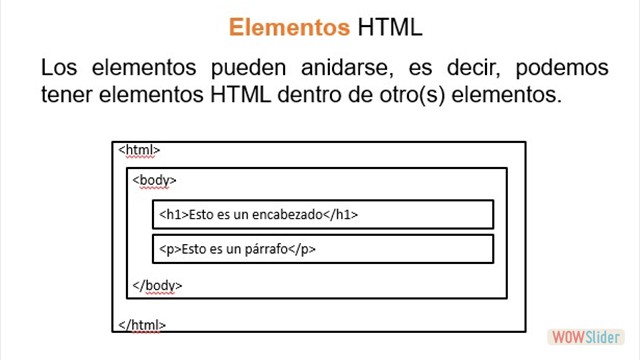 Elementos HTML
Los elementos pueden anidarse, es decir, podemos
tener elementos HTML dentro de otro(s) elementos.
<html>
<body>
<h1>Esto es un encabezado</h1>
<p>Esto es un párrafo</p>
</body>
</html>
WOWSlider